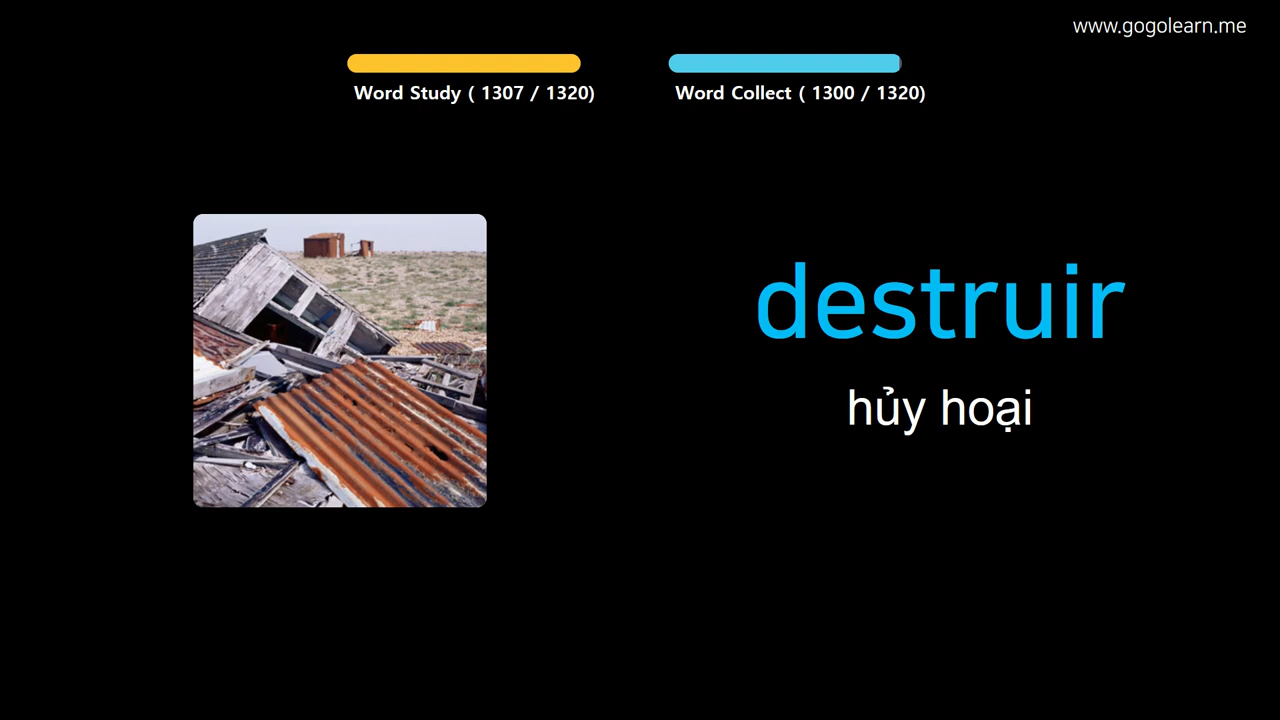 www.gogolearn.me
Word Study ( 1307 / 1320)
Word Collect ( 1300 / 1320)
destruir
hủy hoại